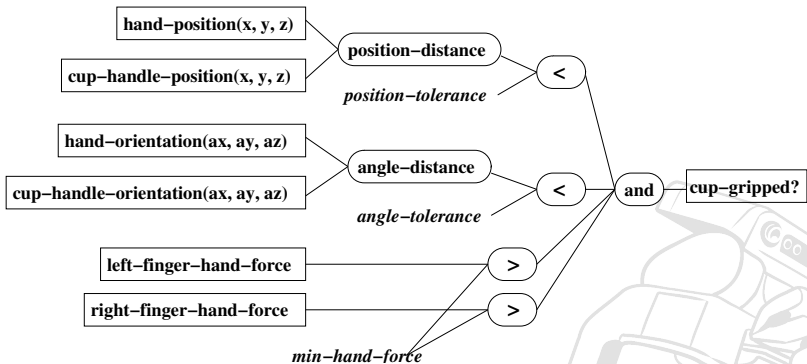 hand-position(x, y, z)
position-distance
cup-handle-position(x, y, z)
<
position-tolerance
hand-orientation(ax, ay, az)
angle-distance
cup-handle-orientation(ax, ay, az)
<
and
cup-gripped?
angle-tolerance
left-finger-hand-force
>
right-finger-hand-force
>
min-hand-force